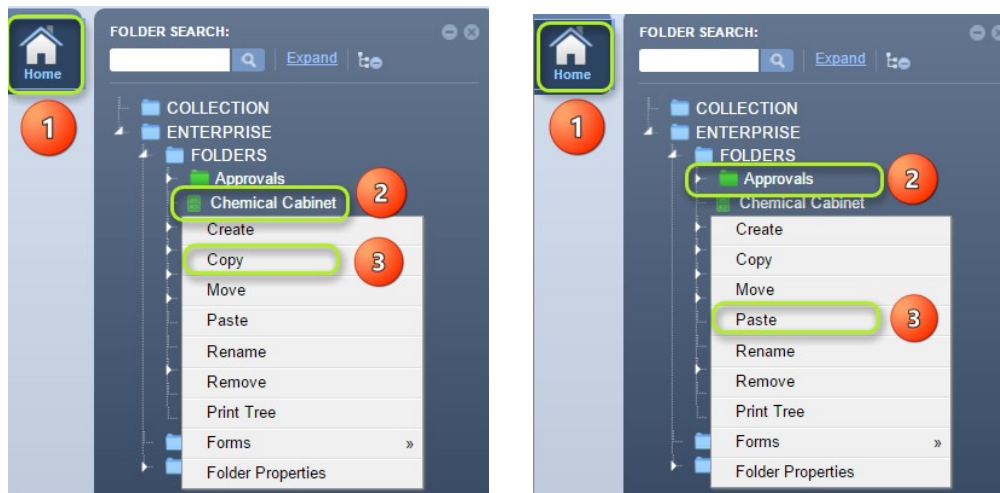 FOLDER SEARCH:
Expand
Home
1
COLLECTION
ENTERPRISE
FOLDERS
Approvals
2
Chemical Cabinet
Create
Copy
3
Move
Paste
Rename
Remove
Print Tree
Forms »
Folder Properties
FOLDER SEARCH:
Expand
Home
1
COLLECTION
ENTERPRISE
FOLDERS
Approvals
2
Chemical Cabinet
Create
Copy
Move
Paste
3
Rename
Remove
Print Tree
Forms »
Folder Properties